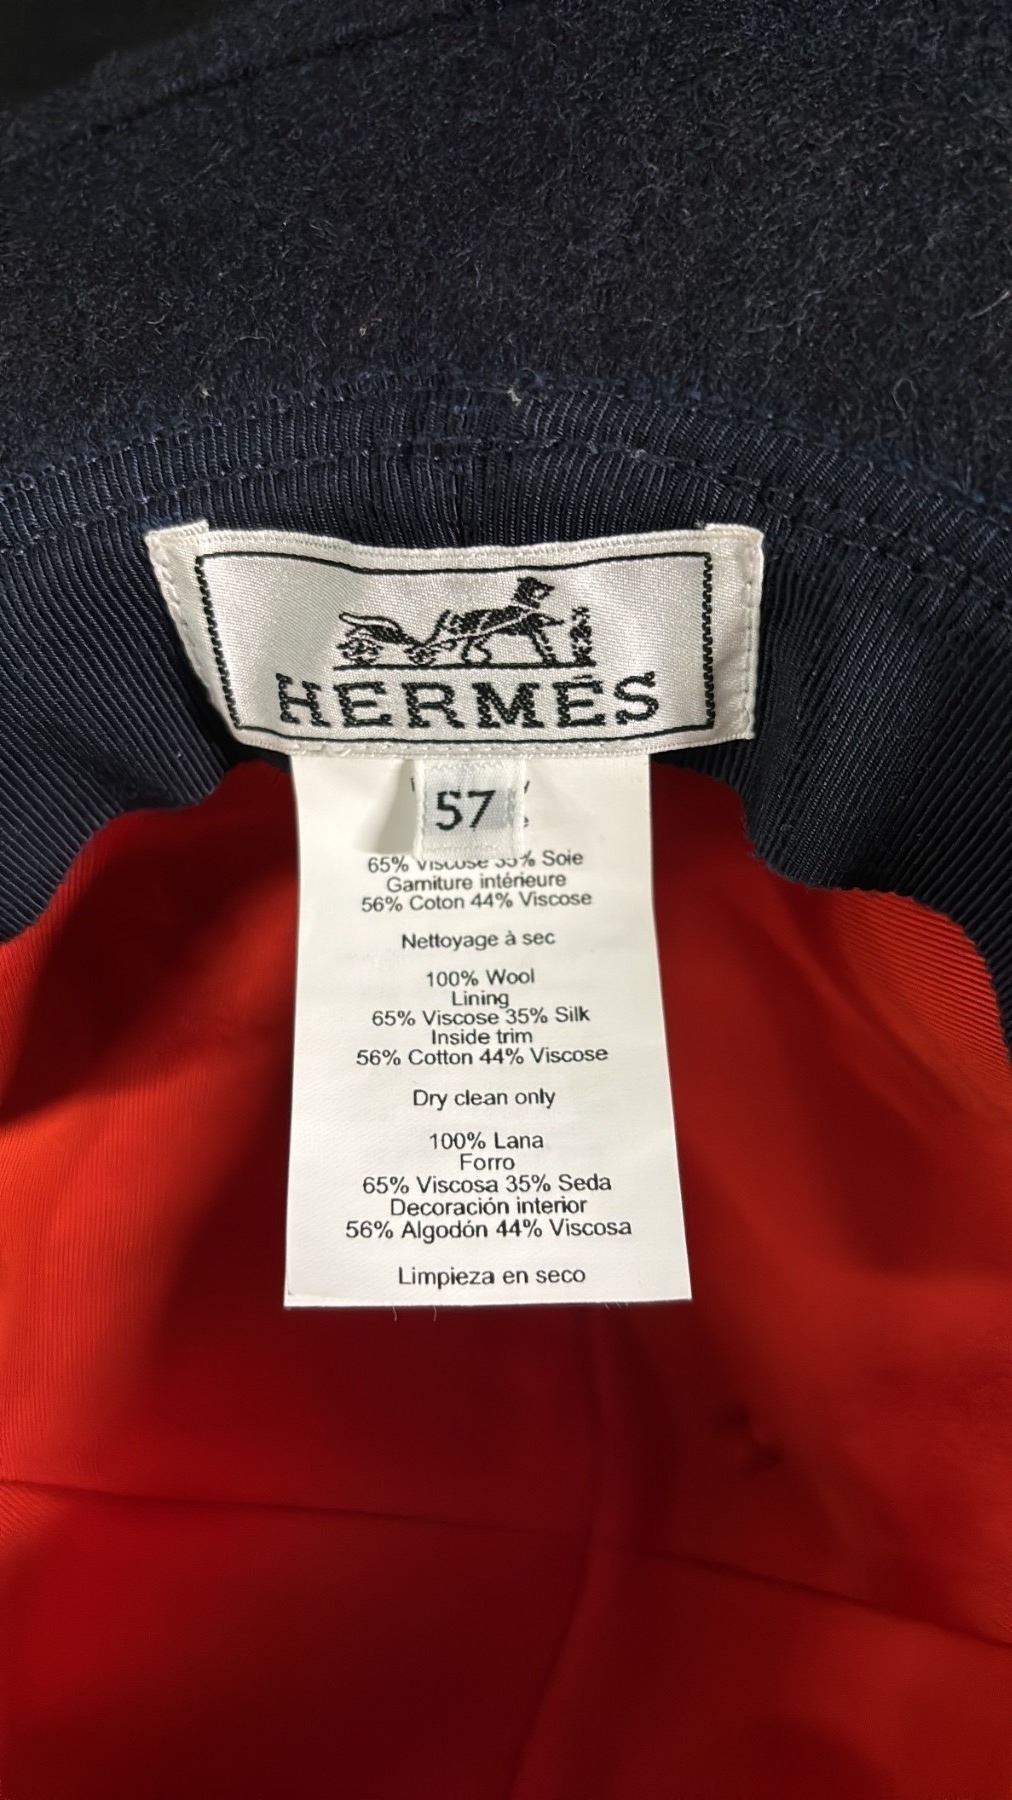 HERMÈS
57
65% Viscose 35% Soie
Garniture intérieure
56% Coton 44% Viscose
Nettoyage à sec
100% Wool
Lining
65% Viscose 35% Silk
Inside trim
56% Cotton 44% Viscose
Dry clean only
100% Lana
Forro
65% Viscosa 35% Seda
Decoración interior
56% Algodón 44% Viscosa
Limpieza en seco